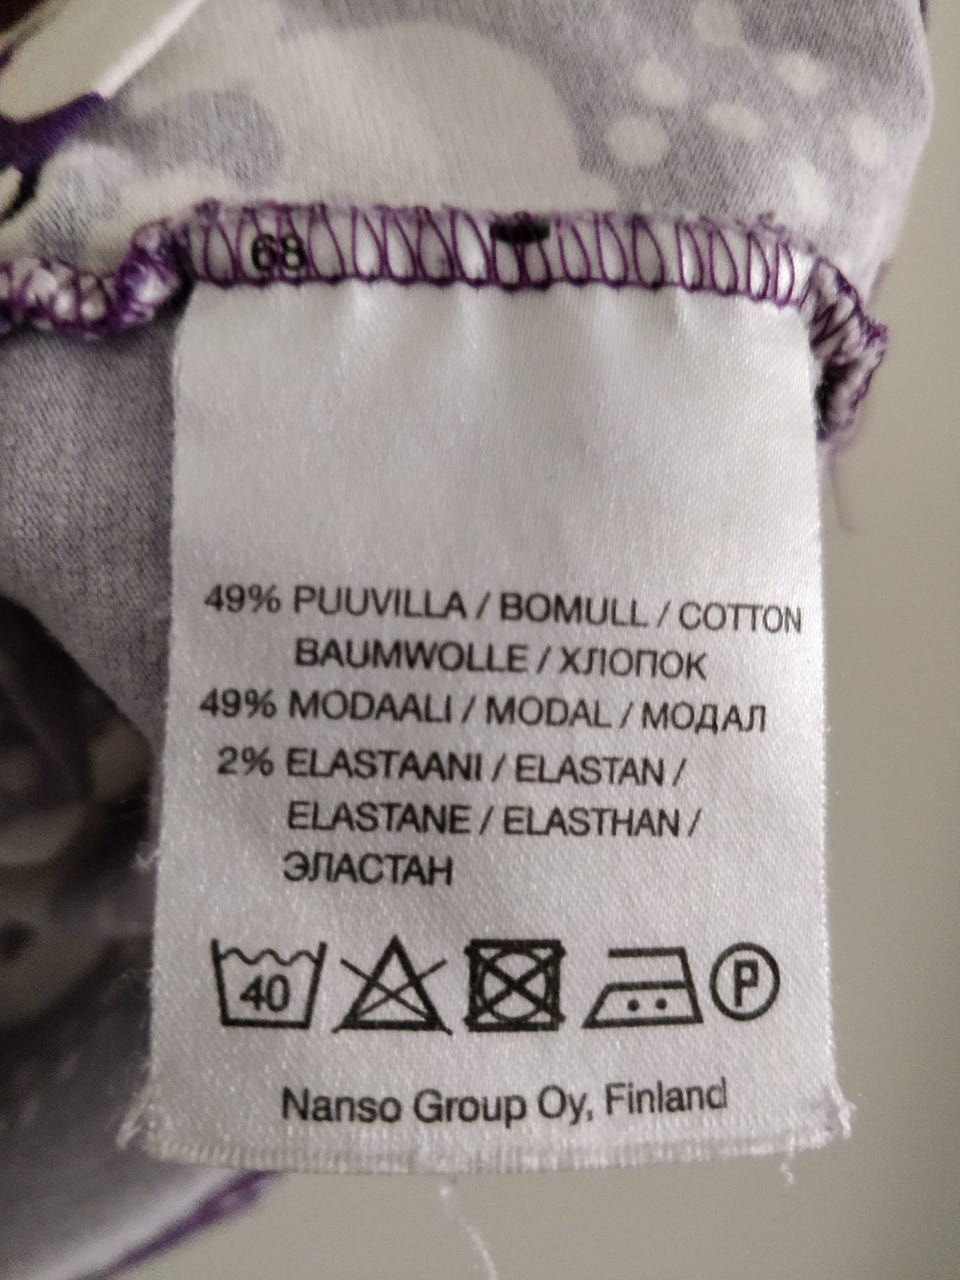 68
49% PUUVILLA / BOMULL / COTTON
BAUMWOLLE / ХЛОПОК
49% MODAALI / MODAL / МОДАЛ
2% ELASTAANI / ELASTAN /
ELASTANE / ELASTHAN /
ЭЛАСТАН
40 P
Nanso Group Oy, Finland